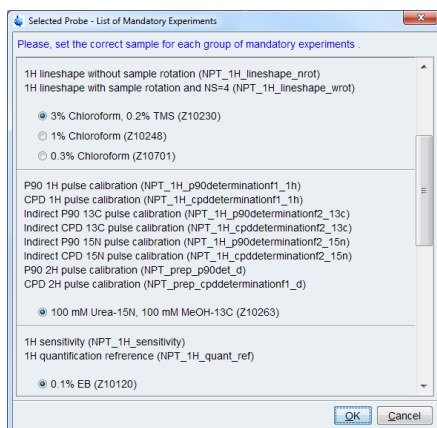 Selected Probe - List of Mandatory Experiments
Please, set the correct sample for each group of mandatory experiments .
1H lineshape without sample rotation (NPT_1H_lineshape_nrot)
1H lineshape with sample rotation and NS=4 (NPT_1H_lineshape_wrot)
3% Chloroform, 0.2% TMS (Z10230)
1% Chloroform (Z10248)
0.3% Chloroform (Z10701)
P90 1H pulse calibration (NPT_1H_p90determinationf1_1h)
CPD 1H pulse calibration (NPT_1H_cpddeterminationf1_1h)
Indirect P90 13C pulse calibration (NPT_1H_p90determinationf2_13c)
Indirect CPD 13C pulse calibration (NPT_1H_cpddeterminationf2_13c)
Indirect P90 15N pulse calibration (NPT_1H_p90determinationf2_15n)
Indirect CPD 15N pulse calibration (NPT_1H_cpddeterminationf2_15n)
P90 2H pulse calibration (NPT_prep_p90det_d)
CPD 2H pulse calibration (NPT_prep_cpddeterminationf1_d)
100 mM Urea-15N, 100 mM MeOH-13C (Z10263)
1H sensitivity (NPT_1H_sensitivity)
1H quantification refrerence (NPT_1H_quant_ref)
0.1% EB (Z10120)
OK Cancel